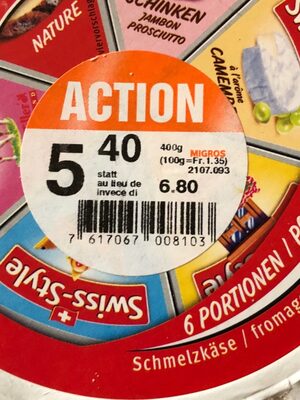 NATURE
SCHINKEN
JAMBON
PROSCIUTTO
à l'arôme
CAMEMB
ACTION
5 40
400g MIGROS
(100g=Fr.1.35)
2107.093
statt
au lieu de
invece di
6.80
7 617067 008103
Swiss-Style
tyle
6 PORTIONEN / P
Schmelzkäse / fromag